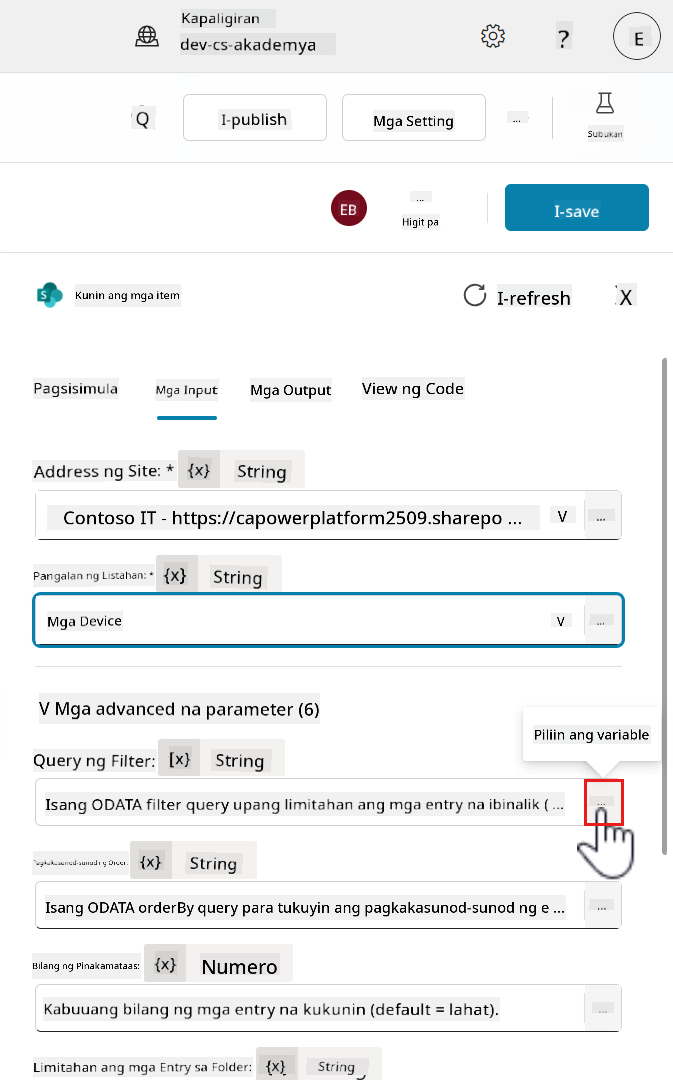 Kapaligiran
dev-cs-akademya
?
E
Q
I-publish
Mga Setting
...
Subukan
EB
...
Higit pa
I-save
S
Kunin ang mga item
I-refresh
X
Pagsisimula
Mga Input
Mga Output
View ng Code
Address ng Site: * {x} String
Contoso IT - https://capowerplatform2509.sharepo ... V ...
Pangalan ng Listahan: * {x} String
Mga Device V ...
V Mga advanced na parameter (6)
Piliin ang variable
Query ng Filter: [x} String
Isang ODATA filter query upang limitahan ang mga entry na ibinalik ( ... ...
Pagkakasunod-sunod ng Order: {x} String
Isang ODATA orderBy query para tukuyin ang pagkakasunod-sunod ng e ... ...
Bilang ng Pinakamataas: {x} Numero
Kabuuang bilang ng mga entry na kukunin (default = lahat). ...
Limitahan ang mga Entry sa Folder: {x} String